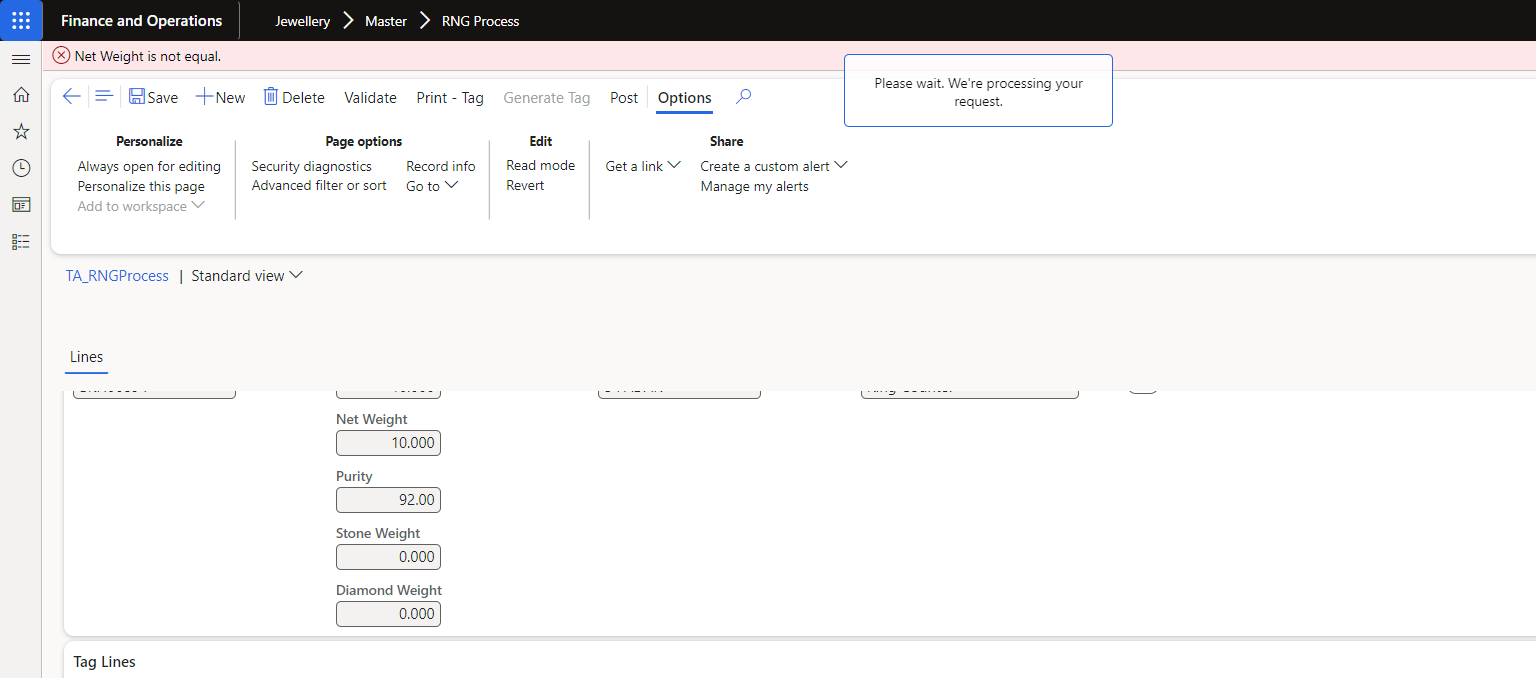 Finance and Operations
Jewellery > Master > RNG Process
Net Weight is not equal.
Please wait. We're processing your
request.
Save New Delete Validate Print - Tag Generate Tag Post Options
Personalize
Always open for editing
Personalize this page
Add to workspace
Page options
Security diagnostics
Advanced filter or sort
Record info
Go to
Edit
Read mode
Revert
Share
Get a link
Create a custom alert
Manage my alerts
TA_RNGProcess | Standard view
Lines
Net Weight
10.000
Purity
92.00
Stone Weight
0.000
Diamond Weight
0.000
Tag Lines